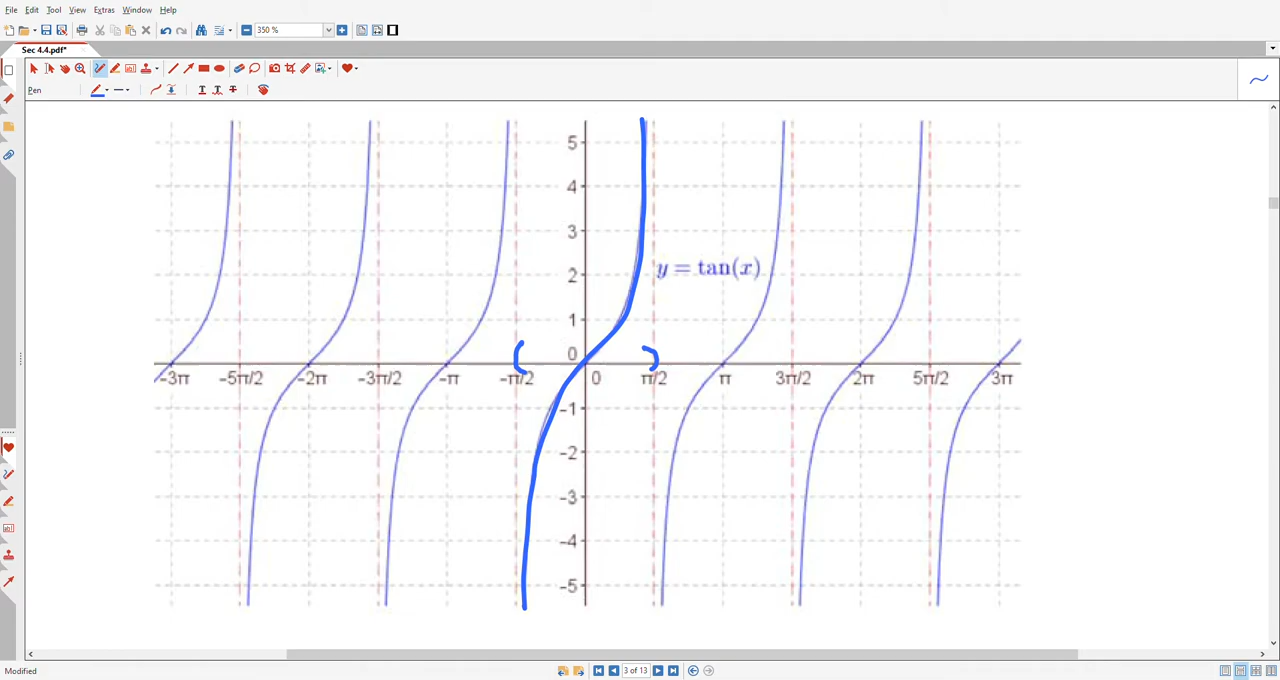 File Edit Tool View Extras Window Help
350 %
Sec 4.4.pdf*
Pen
5
4
3
y = tan(x)
2
1
0
-3π -5π/2 -2π -3π/2 -π -π/2 0 π/2 π 3π/2 2π 5π/2 3π
-1
-2
-3
-4
-5
Modified 3 of 13